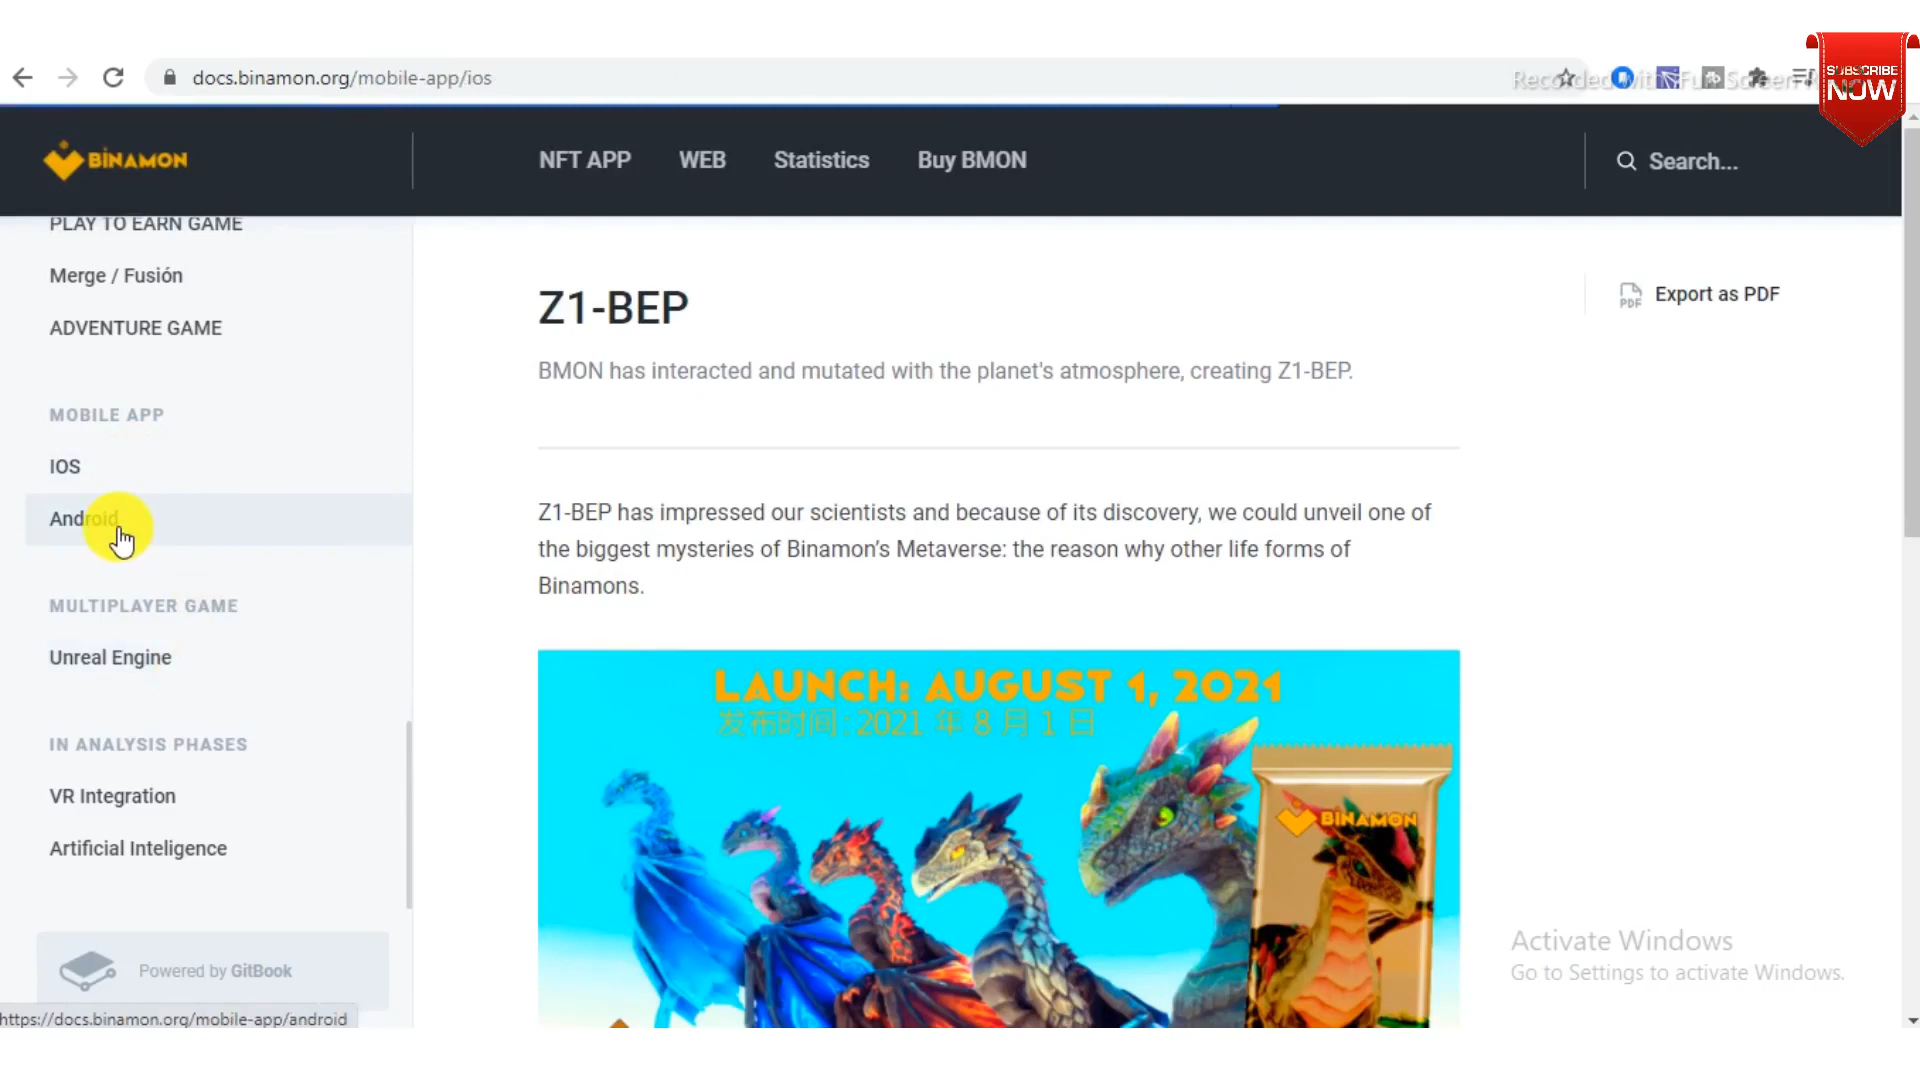 docs.binamon.org/mobile-app/ios
Recorded with Full Screen
SUBSCRIBE
NOW
BINAMON
NFT APP
WEB
Statistics
Buy BMON
Search...
PLAY TO EARN GAME
Merge / Fusión
ADVENTURE GAME
MOBILE APP
IOS
Android
MULTIPLAYER GAME
Unreal Engine
IN ANALYSIS PHASES
VR Integration
Artificial Inteligence
Powered by GitBook
https://docs.binamon.org/mobile-app/android
Z1-BEP
BMON has interacted and mutated with the planet's atmosphere, creating Z1-BEP.
Z1-BEP has impressed our scientists and because of its discovery, we could unveil one of
the biggest mysteries of Binamon’s Metaverse: the reason why other life forms of
Binamons.
LAUNCH: AUGUST 1, 2021
发布时间:2021 年 8 月 1 日
BINAMON
PDF
Export as PDF
Activate Windows
Go to Settings to activate Windows.